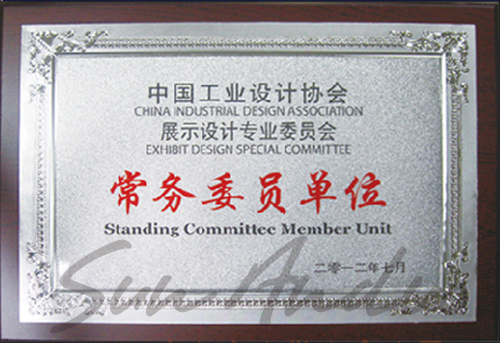 中国工业设计协会
CHINA INDUSTRIAL DESIGN ASSOCIATION
展示设计专业委员会
EXHIBIT DESIGN SPECIAL COMMITTEE
常务委员单位
Standing Committee Member Unit
二零一二年七月